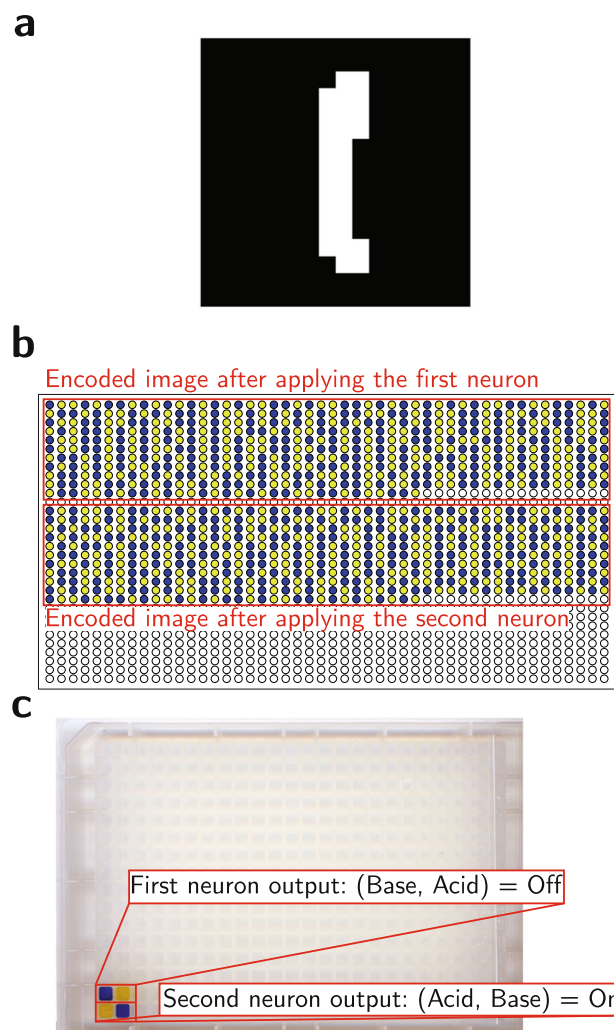 a
b
Encoded image after applying the first neuron
Encoded image after applying the second neuron
c
First neuron output: (Base, Acid) = Off
Second neuron output: (Acid, Base) = On